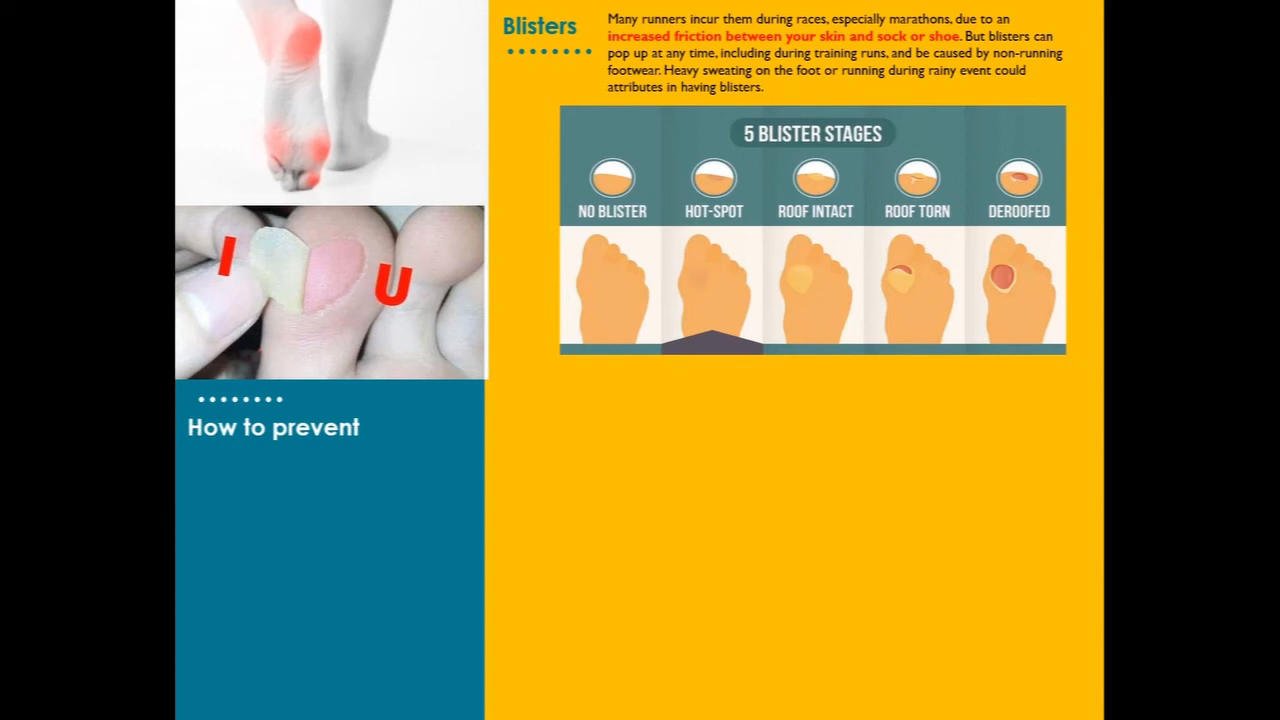 Blisters
Many runners incur them during races, especially marathons, due to an
increased friction between your skin and sock or shoe. But blisters can
pop up at any time, including during training runs, and be caused by non-running
footwear. Heavy sweating on the foot or running during rainy event could
attributes in having blisters.
5 BLISTER STAGES
NO BLISTER
HOT-SPOT
ROOF INTACT
ROOF TORN
DEROOFED
I
U
How to prevent